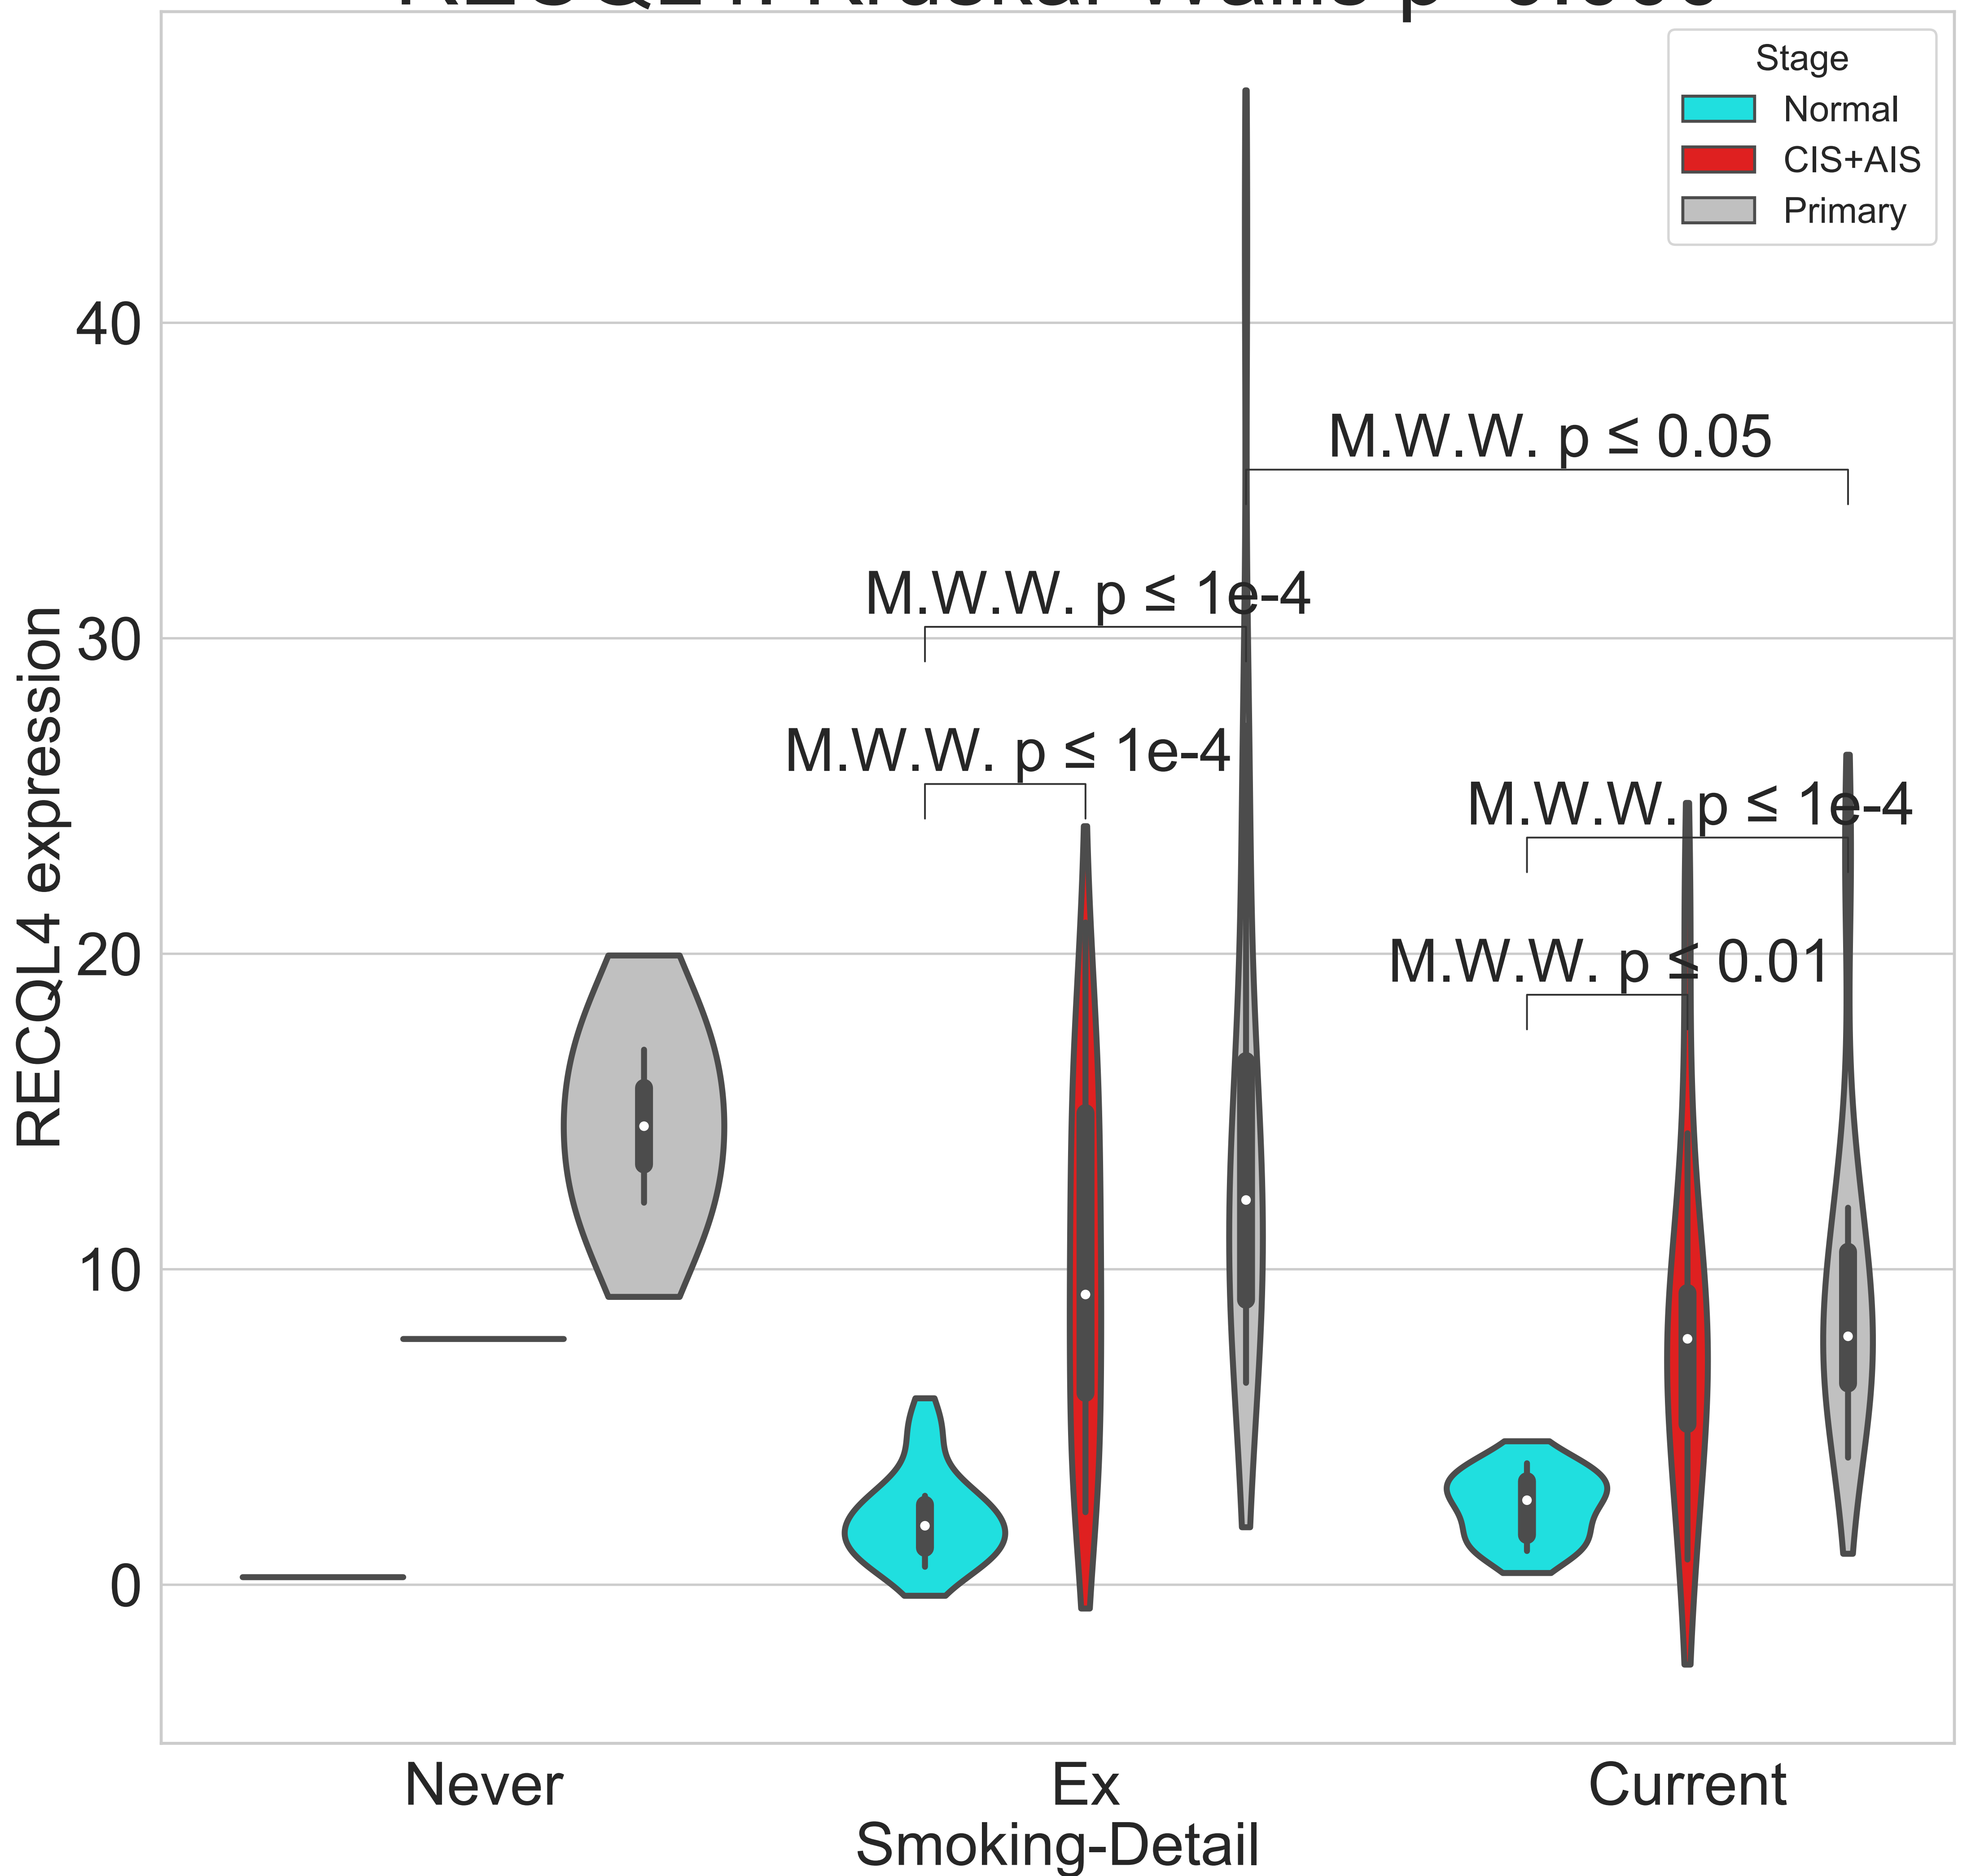 Stage
Normal
CIS+AIS
Primary
40
30
20
10
0
RECQL4 expression
M.W.W. p ≤ 0.05
M.W.W. p ≤ 1e-4
M.W.W. p ≤ 1e-4
M.W.W. p ≤ 1e-4
M.W.W. p ≤ 0.01
Never
Ex
Current
Smoking-Detail